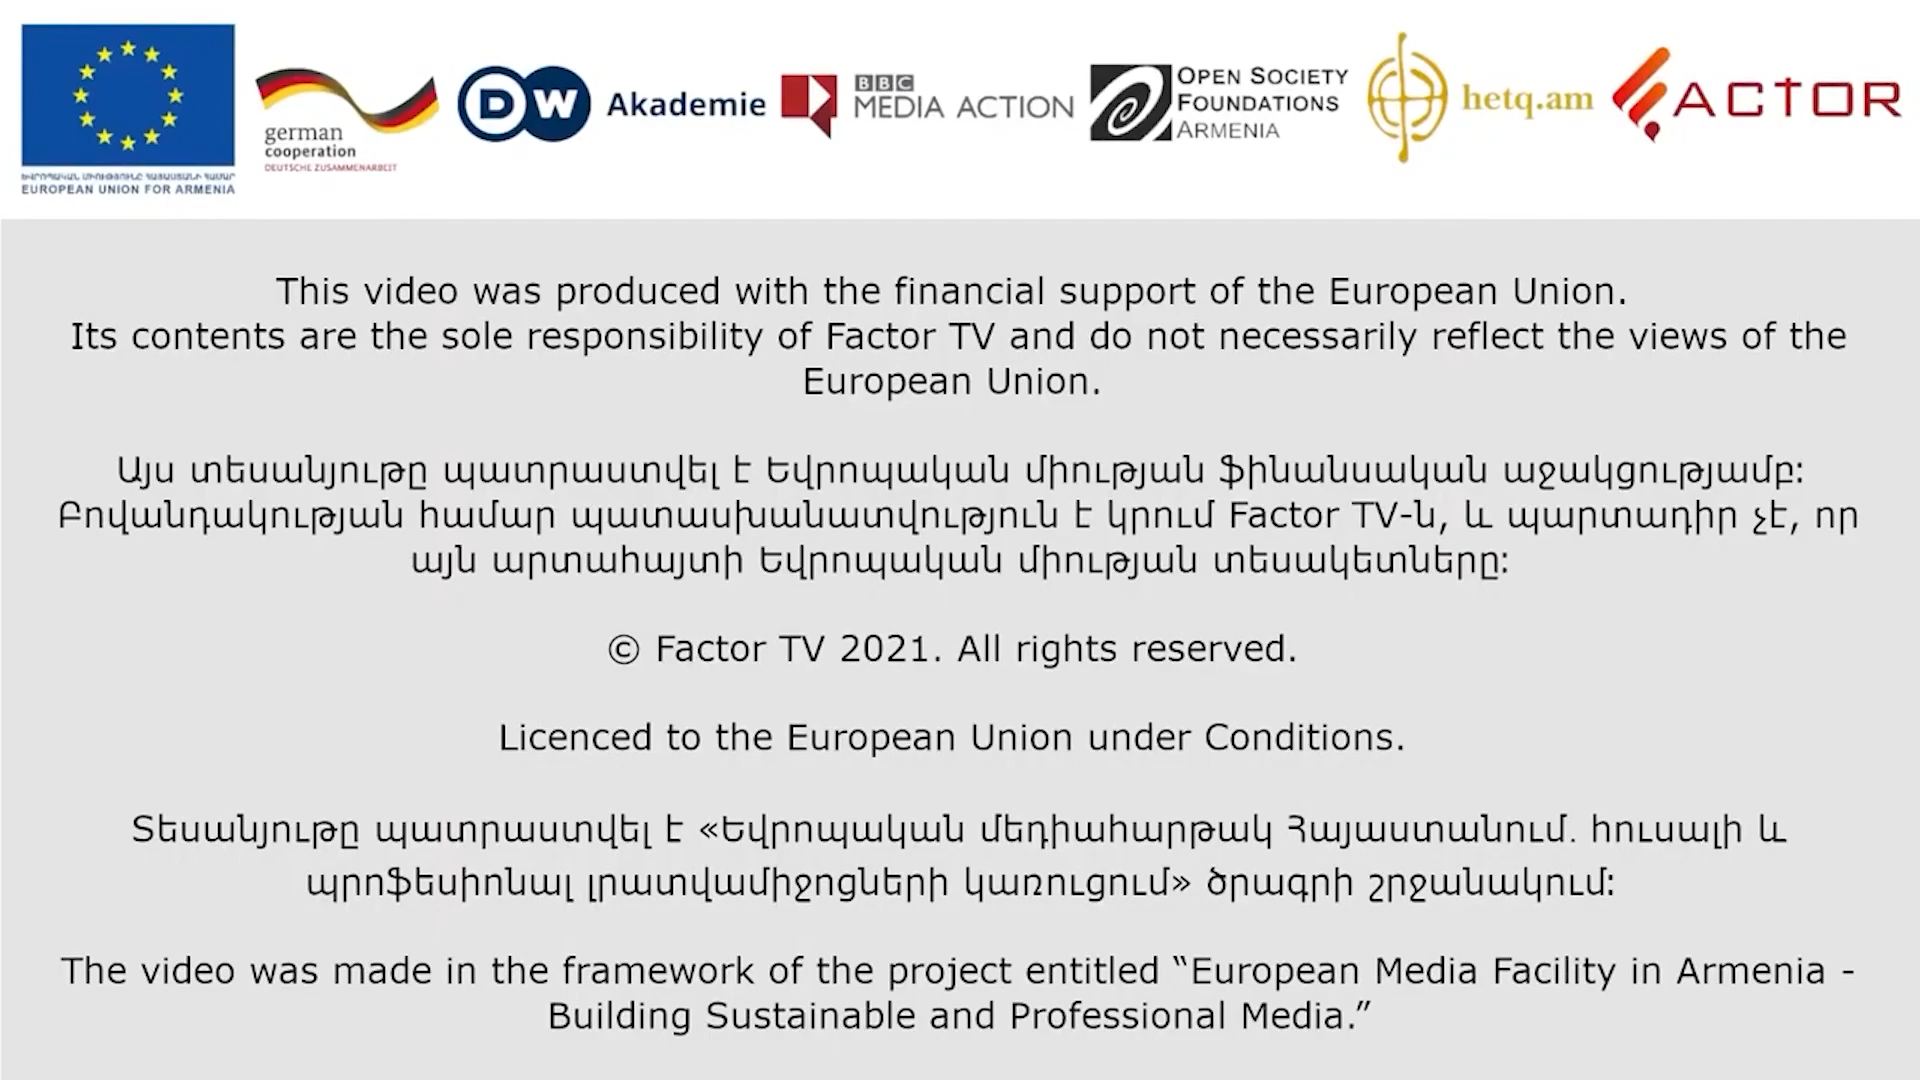 ԵՎՐՈՊԱԿԱՆ ՄԻՈՒԹՅՈՒՆԸ ՀԱՅԱՍՏԱՆԻ ՀԱՄԱՐ
EUROPEAN UNION FOR ARMENIA
german
cooperation
DEUTSCHE ZUSAMMENARBEIT
DW Akademie
BBC
MEDIA ACTION
OPEN SOCIETY
FOUNDATIONS
ARMENIA
hetq.am
FACTOR
This video was produced with the financial support of the European Union.
Its contents are the sole responsibility of Factor TV and do not necessarily reflect the views of the
European Union.
Այս տեսանյութը պատրաստվել է Եվրոպական միության ֆինանսական աջակցությամբ:
Բովանդակության համար պատասխանատվություն է կրում Factor TV-ն, և պարտադիր չէ, որ
այն արտահայտի Եվրոպական միության տեսակետները:
© Factor TV 2021. All rights reserved.
Licenced to the European Union under Conditions.
Տեսանյութը պատրաստվել է «Եվրոպական մեդիահարթակ Հայաստանում. հուսալի և
պրոֆեսիոնալ լրատվամիջոցների կառուցում» ծրագրի շրջանակում:
The video was made in the framework of the project entitled “European Media Facility in Armenia -
Building Sustainable and Professional Media.”